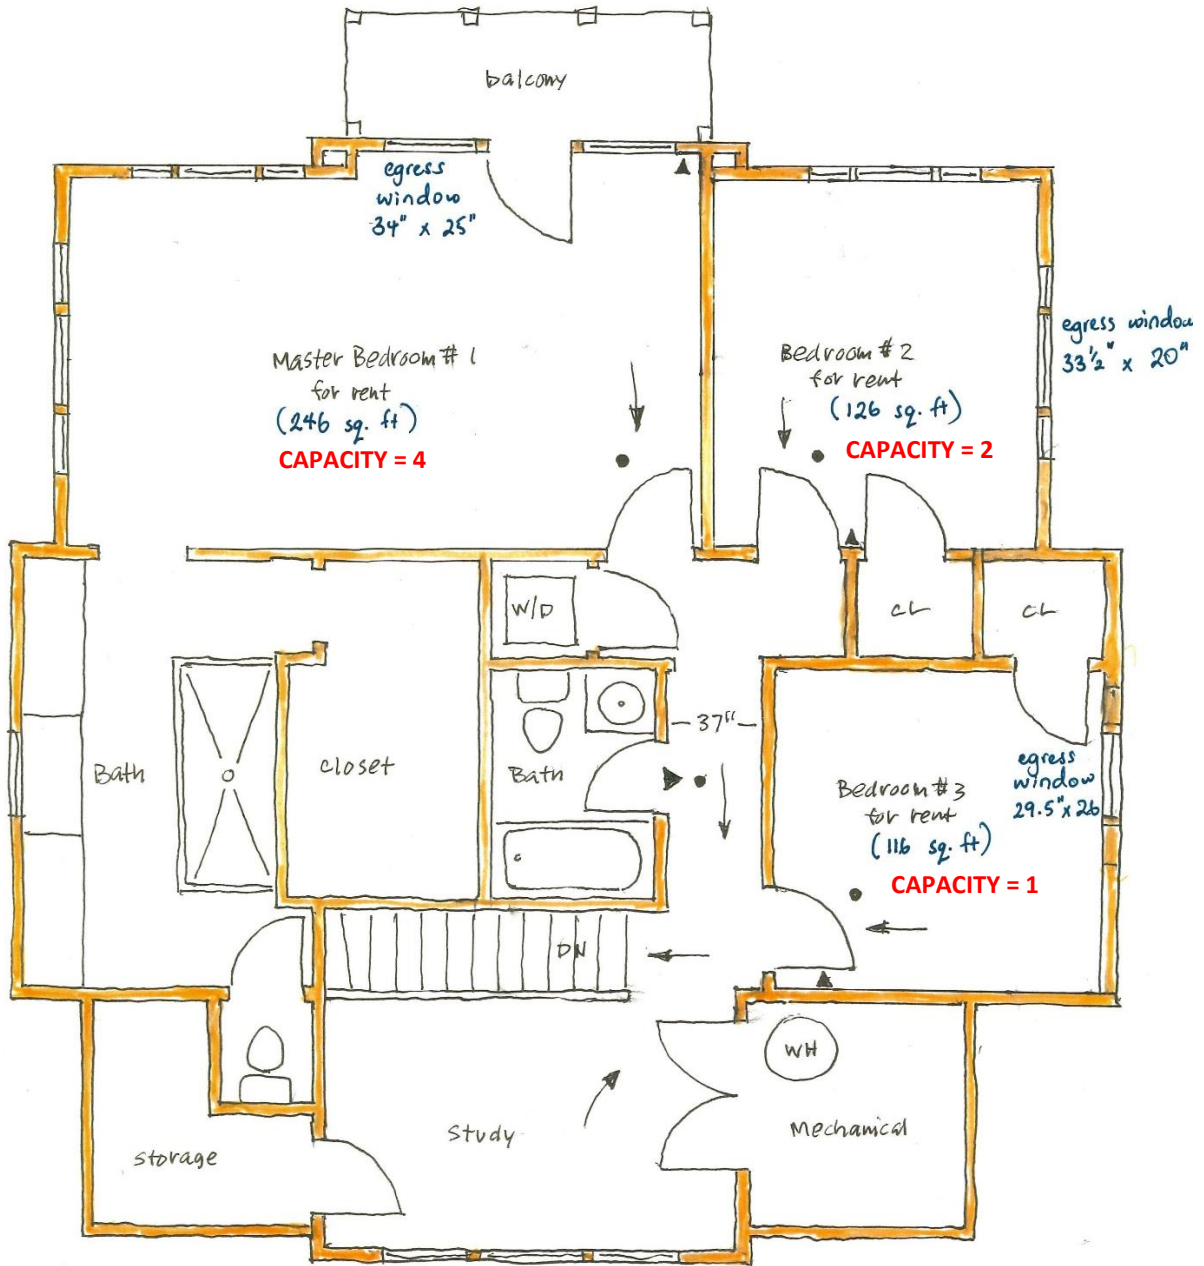 balcony
egress
window
34" x 25"
egress window
33 1/2" x 20"
Master Bedroom # 1
for rent
(246 sq. ft)
CAPACITY = 4
Bedroom # 2
for rent
(126 sq. ft)
CAPACITY = 2
W/D
CL
CL
37"
Bath
closet
Bath
egress
window
29.5" x 26
Bedroom # 3
for rent
(116 sq. ft)
CAPACITY = 1
DN
WH
Study
Mechanical
storage